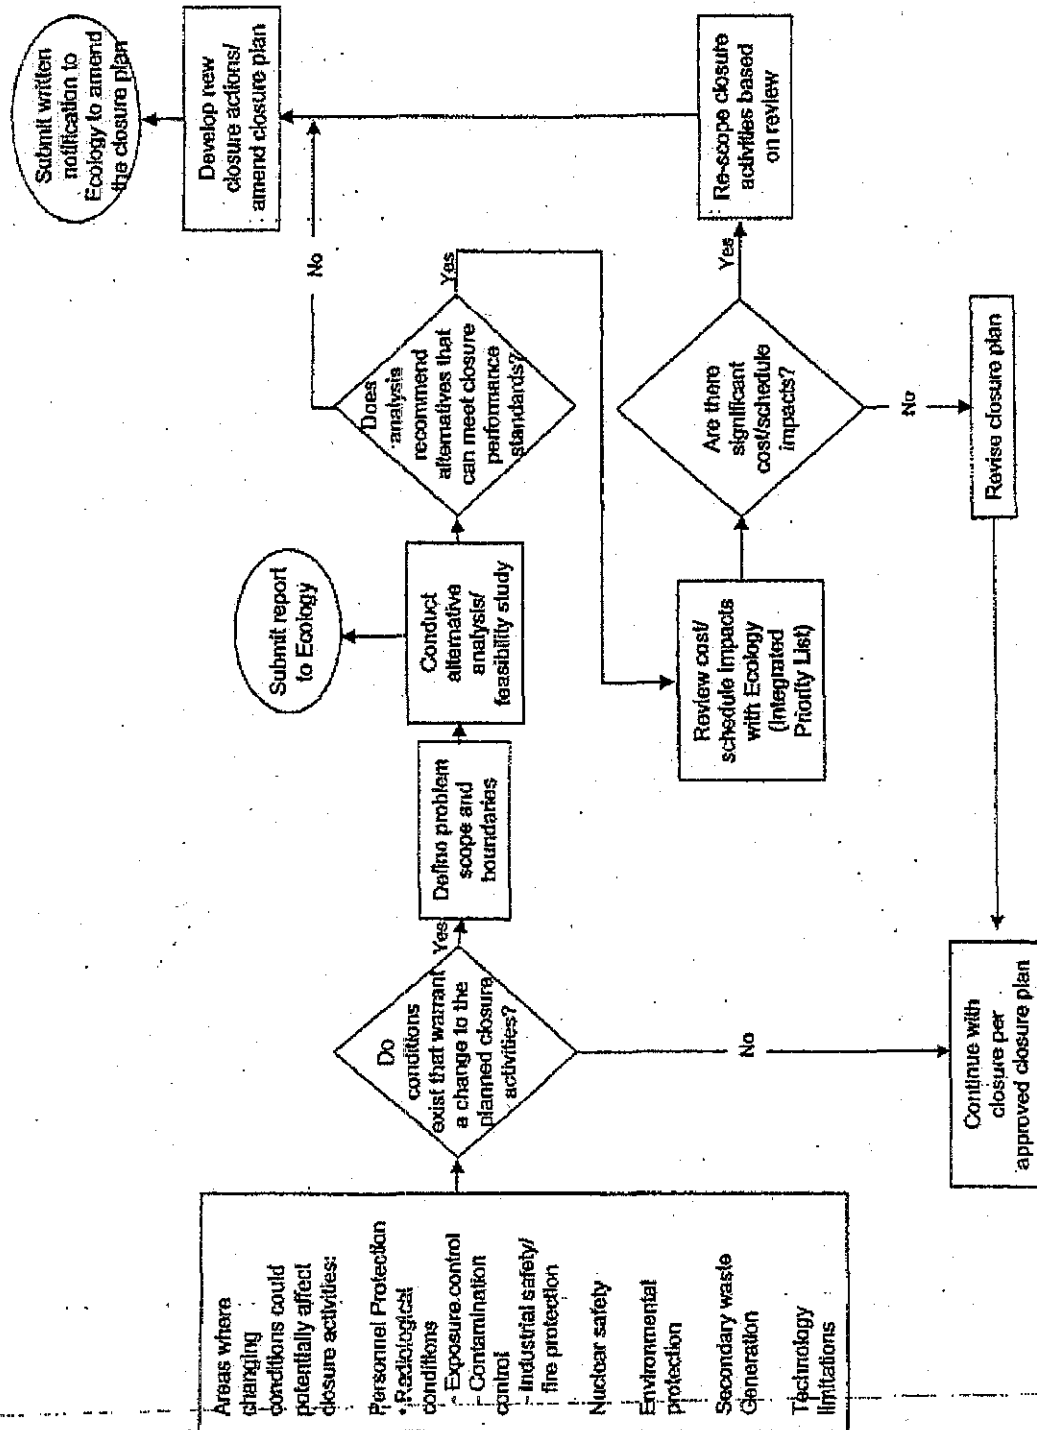 Areas where
changing
conditions could
potentially affect
closure activities:
Personnel Protection
• Radiological
conditions
- Exposure control
- Contamination
control
- Industrial safety/
fire protection
Nuclear safety
Environmental
protection
Secondary waste
Generation
Technology
limitations
Do
conditions
exist that warrant
a change to the
planned closure
activities?
Yes
No
Continue with
closure per
approved closure plan
Define problem
scope and
boundaries
Conduct
alternative
analysis/
feasibility study
Submit report
to Ecology
Does
analysis
recommend
alternatives that
can meet closure
performance
standards?
No
Yes
Review cost/
schedule impacts
with Ecology
(Integrated
Priority List)
Are there
significant
cost/schedule
impacts?
Yes
No
Revise closure plan
Re-scope closure
activities based
on review
Develop new
closure actions/
amend closure plan
Submit written
notification to
Ecology to amend
the closure plan